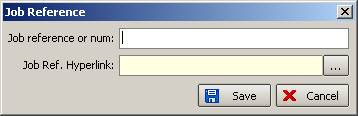 Job Reference
Job reference or num:
Job Ref. Hyperlink: ...
Save Cancel